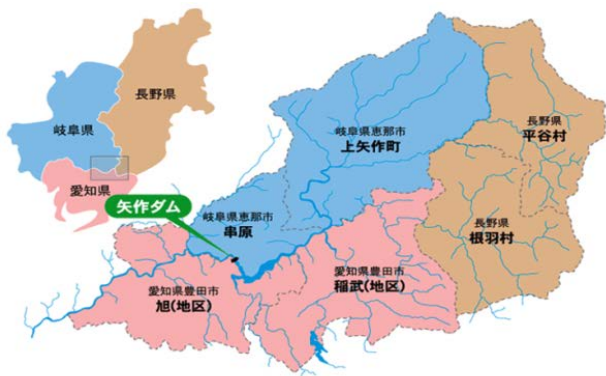 長野県
岐阜県
愛知県
矢作ダム
岐阜県恵那市
上矢作町
長野県
平谷村
岐阜県恵那市
串原
長野県
根羽村
愛知県豊田市
旭(地区)
愛知県豊田市
稲武(地区)